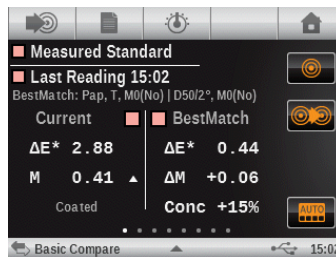 Measured Standard
Last Reading 15:02
BestMatch: Pap, T, M0(No) | D50/2°, M0(No)
Current BestMatch
ΔE* 2.88 ΔE* 0.44
M 0.41 ▲ ΔM +0.06
Coated Conc +15%
AUTO
Basic Compare 15:02